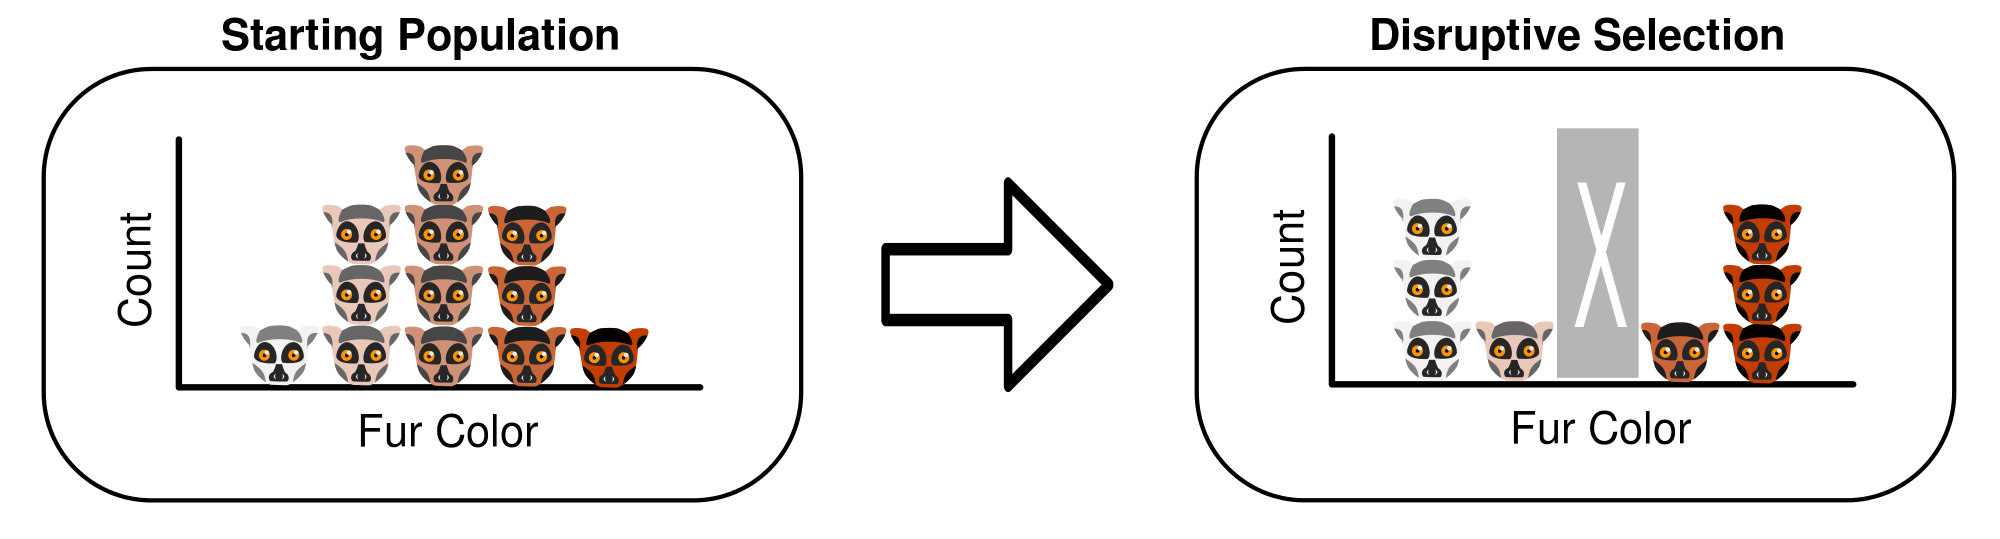 Starting Population
Count
Fur Color
Disruptive Selection
Count
X
Fur Color